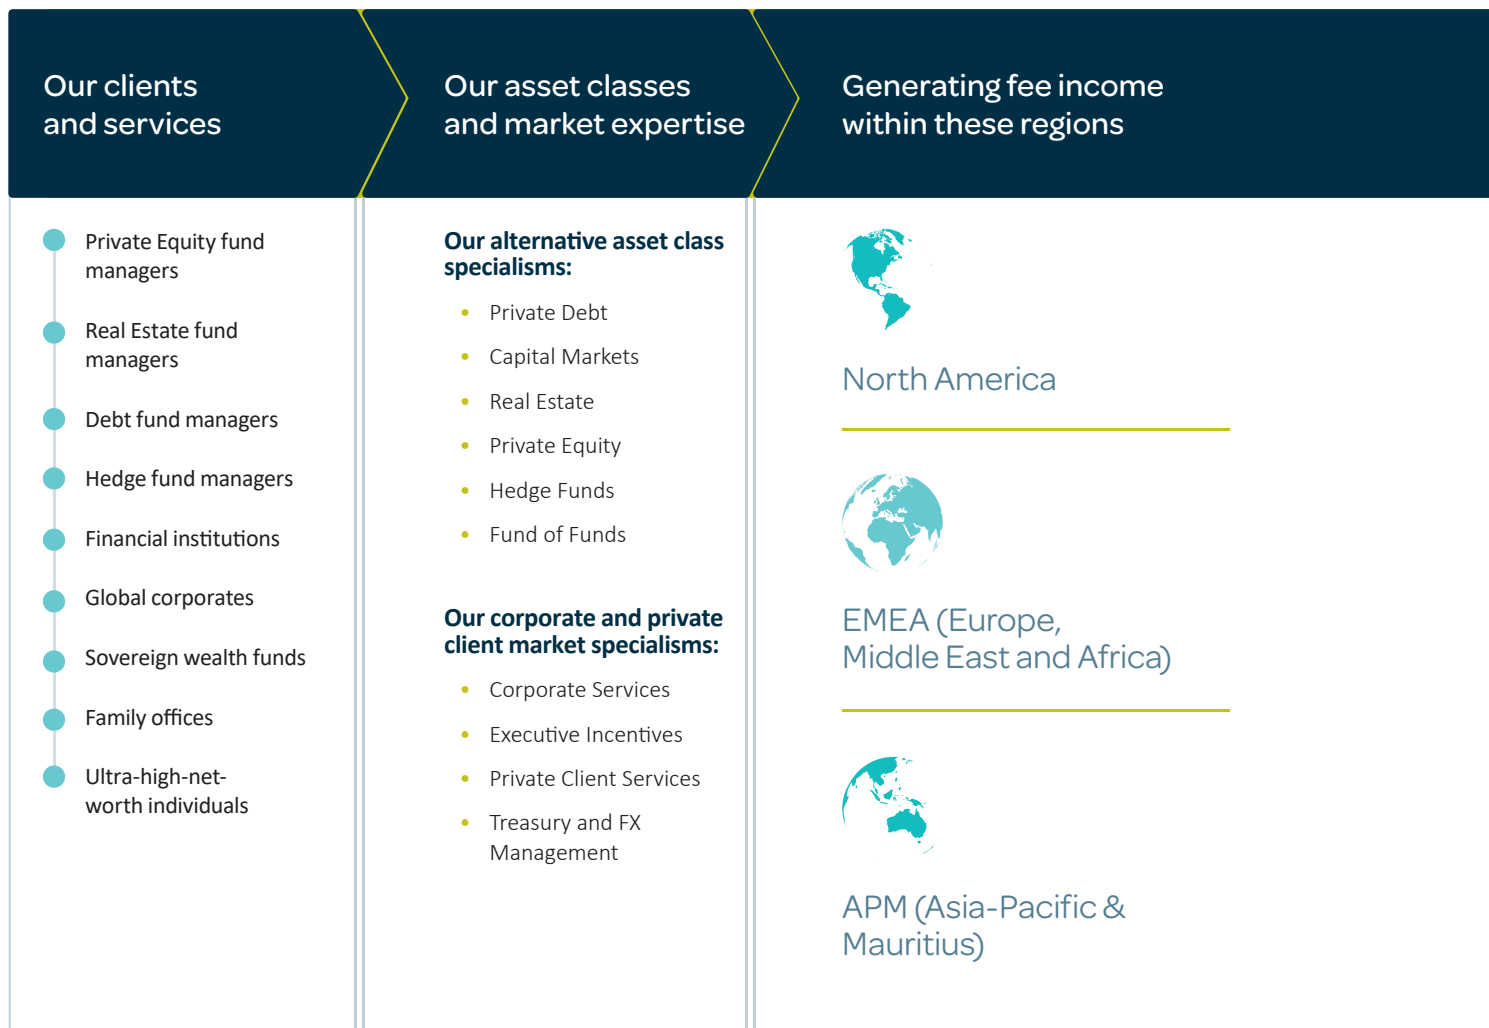 Our clients
and services
Private Equity fund
managers
Real Estate fund
managers
Debt fund managers
Hedge fund managers
Financial institutions
Global corporates
Sovereign wealth funds
Family offices
Ultra-high-net-
worth individuals
Our asset classes
and market expertise
Our alternative asset class
specialisms:
• Private Debt
• Capital Markets
• Real Estate
• Private Equity
• Hedge Funds
• Fund of Funds
Our corporate and private
client market specialisms:
• Corporate Services
• Executive Incentives
• Private Client Services
• Treasury and FX
Management
Generating fee income
within these regions
North America
EMEA (Europe,
Middle East and Africa)
APM (Asia-Pacific &
Mauritius)